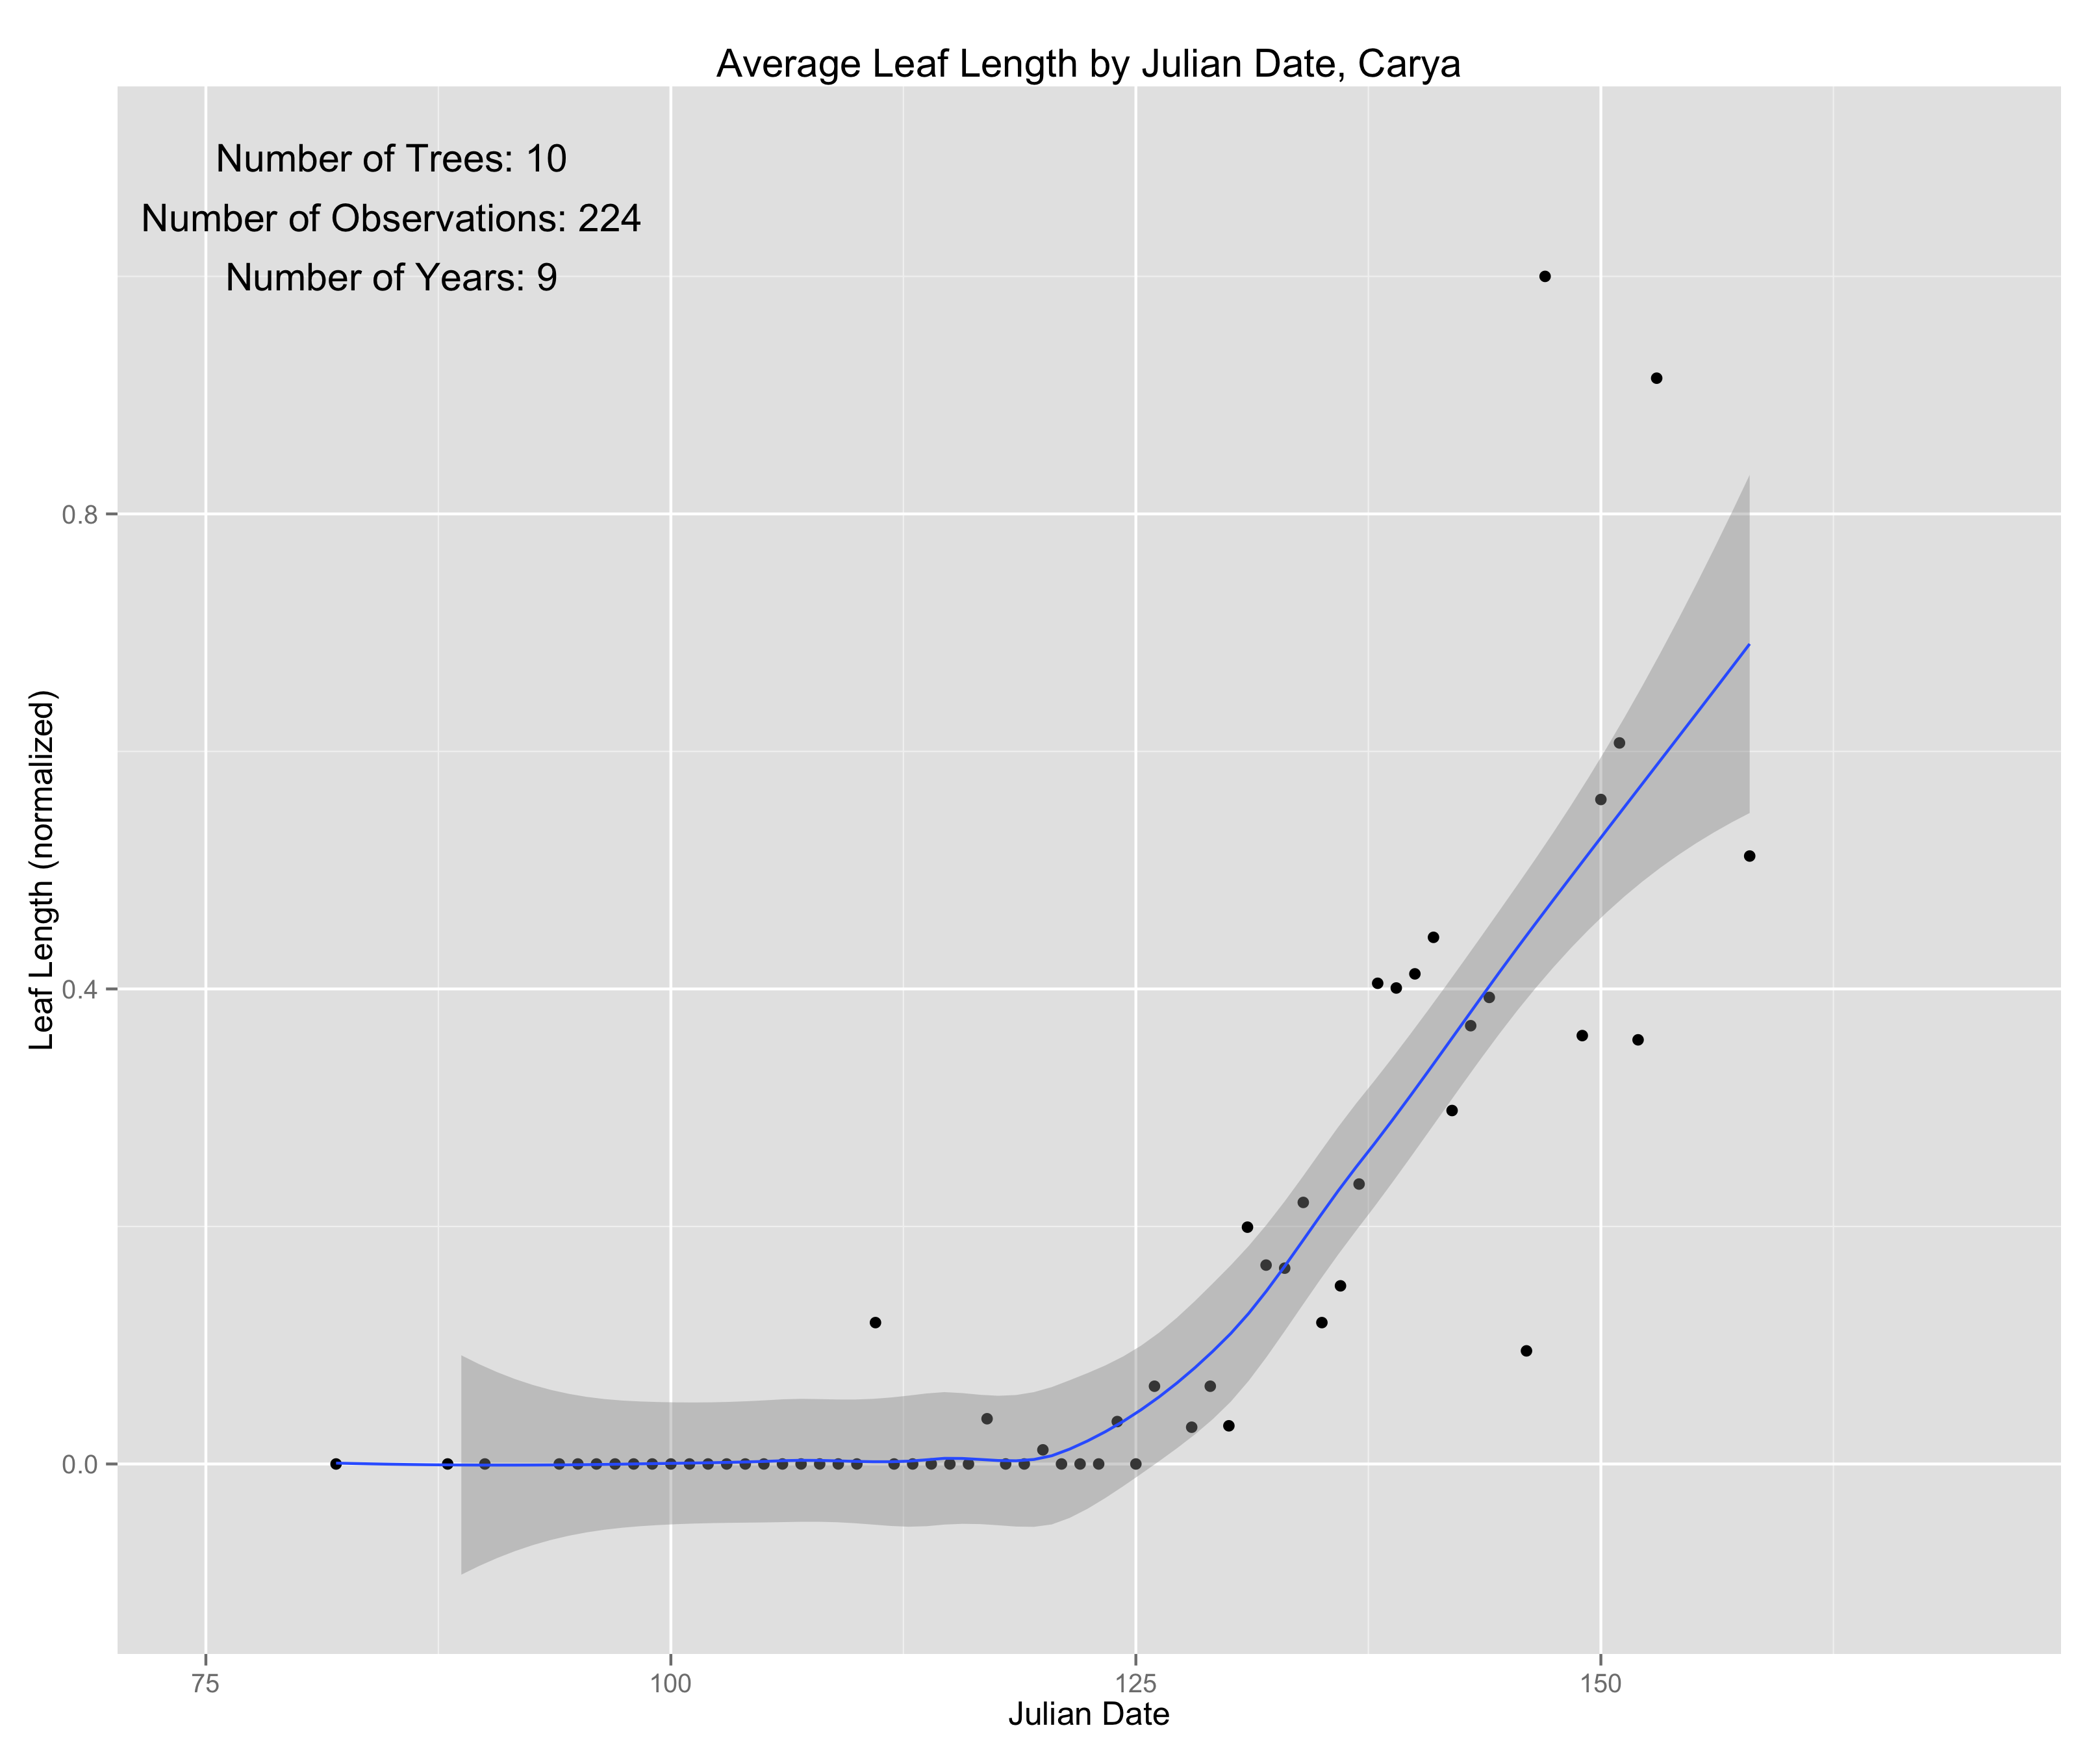 Average Leaf Length by Julian Date, Carya
Number of Trees: 10
Number of Observations: 224
Number of Years: 9
Leaf Length (normalized)
0.8
0.4
0.0
75 100 125 150
Julian Date